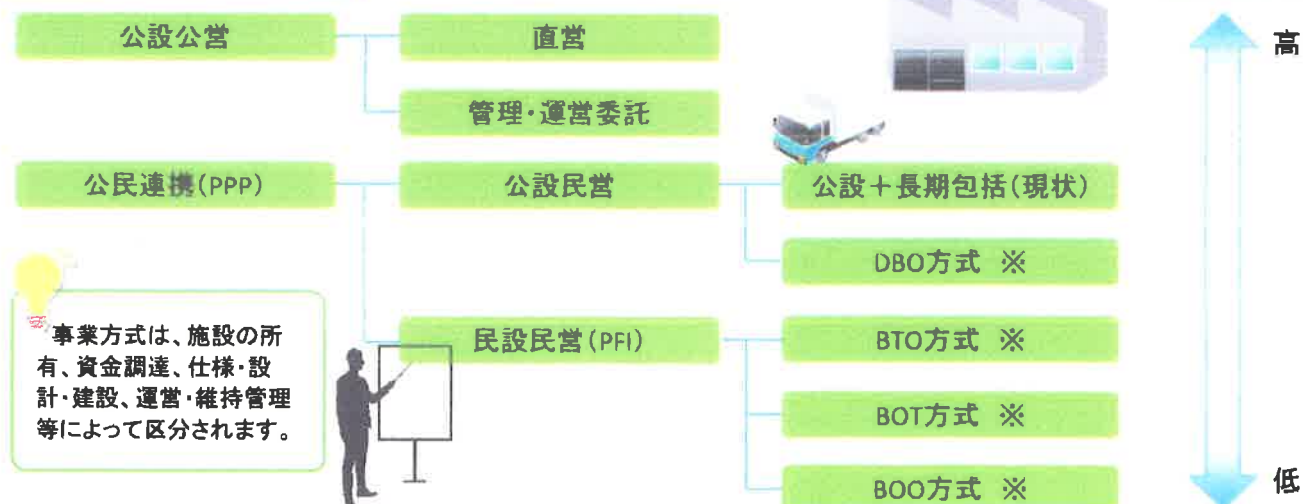 公設公営
直営
高
管理・運営委託
公民連携(PPP)
公設民営
公設＋長期包括(現状)
DBO方式 ※
事業方式は、施設の所
有、資金調達、仕様・設
計・建設、運営・維持管理
等によって区分されます。
民設民営(PFI)
BTO方式 ※
BOT方式 ※
BOO方式 ※
低